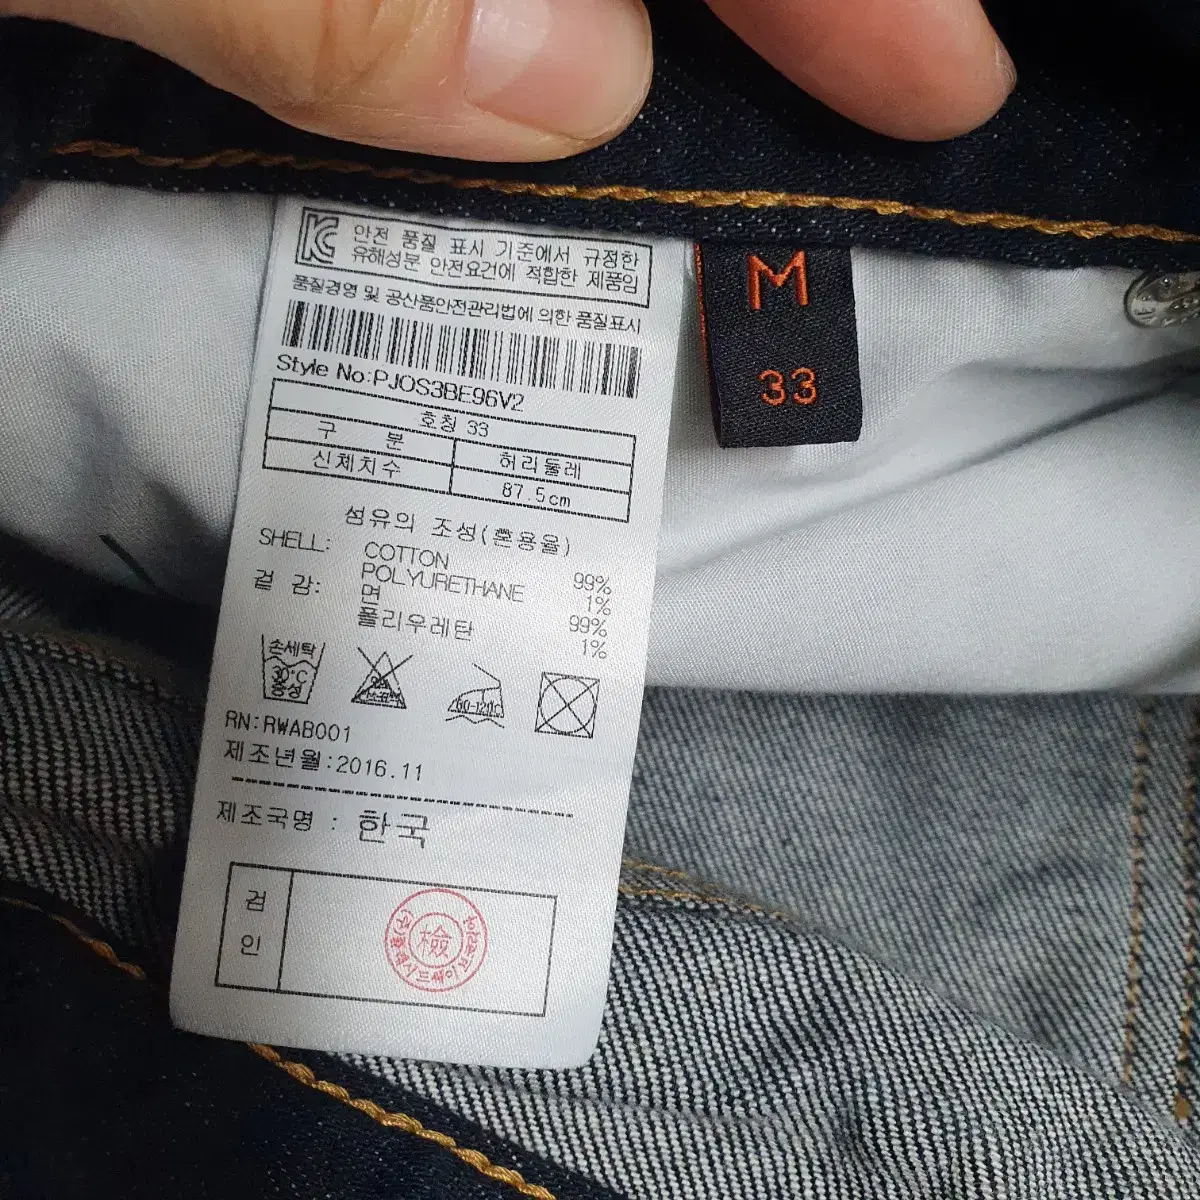 안전 품질 표시 기준에서 규정한
유해성분 안전요건에 적합한 제품임
품질경영 및 공산품안전관리법에 의한 품질표시
Style No:PJOS3BE96V2
호칭 33
구 분 허리둘레
신체치수 87.5cm
섬유의 조성(혼용율)
SHELL: COTTON 99%
POLYURETHANE 1%
겉 감: 면 99%
폴리우레탄 1%
손세탁
30°C
중성
80-120°C
RN:RWAB001
제조년월:2016.11
제조국명 : 한국
검
인
檢
M
33